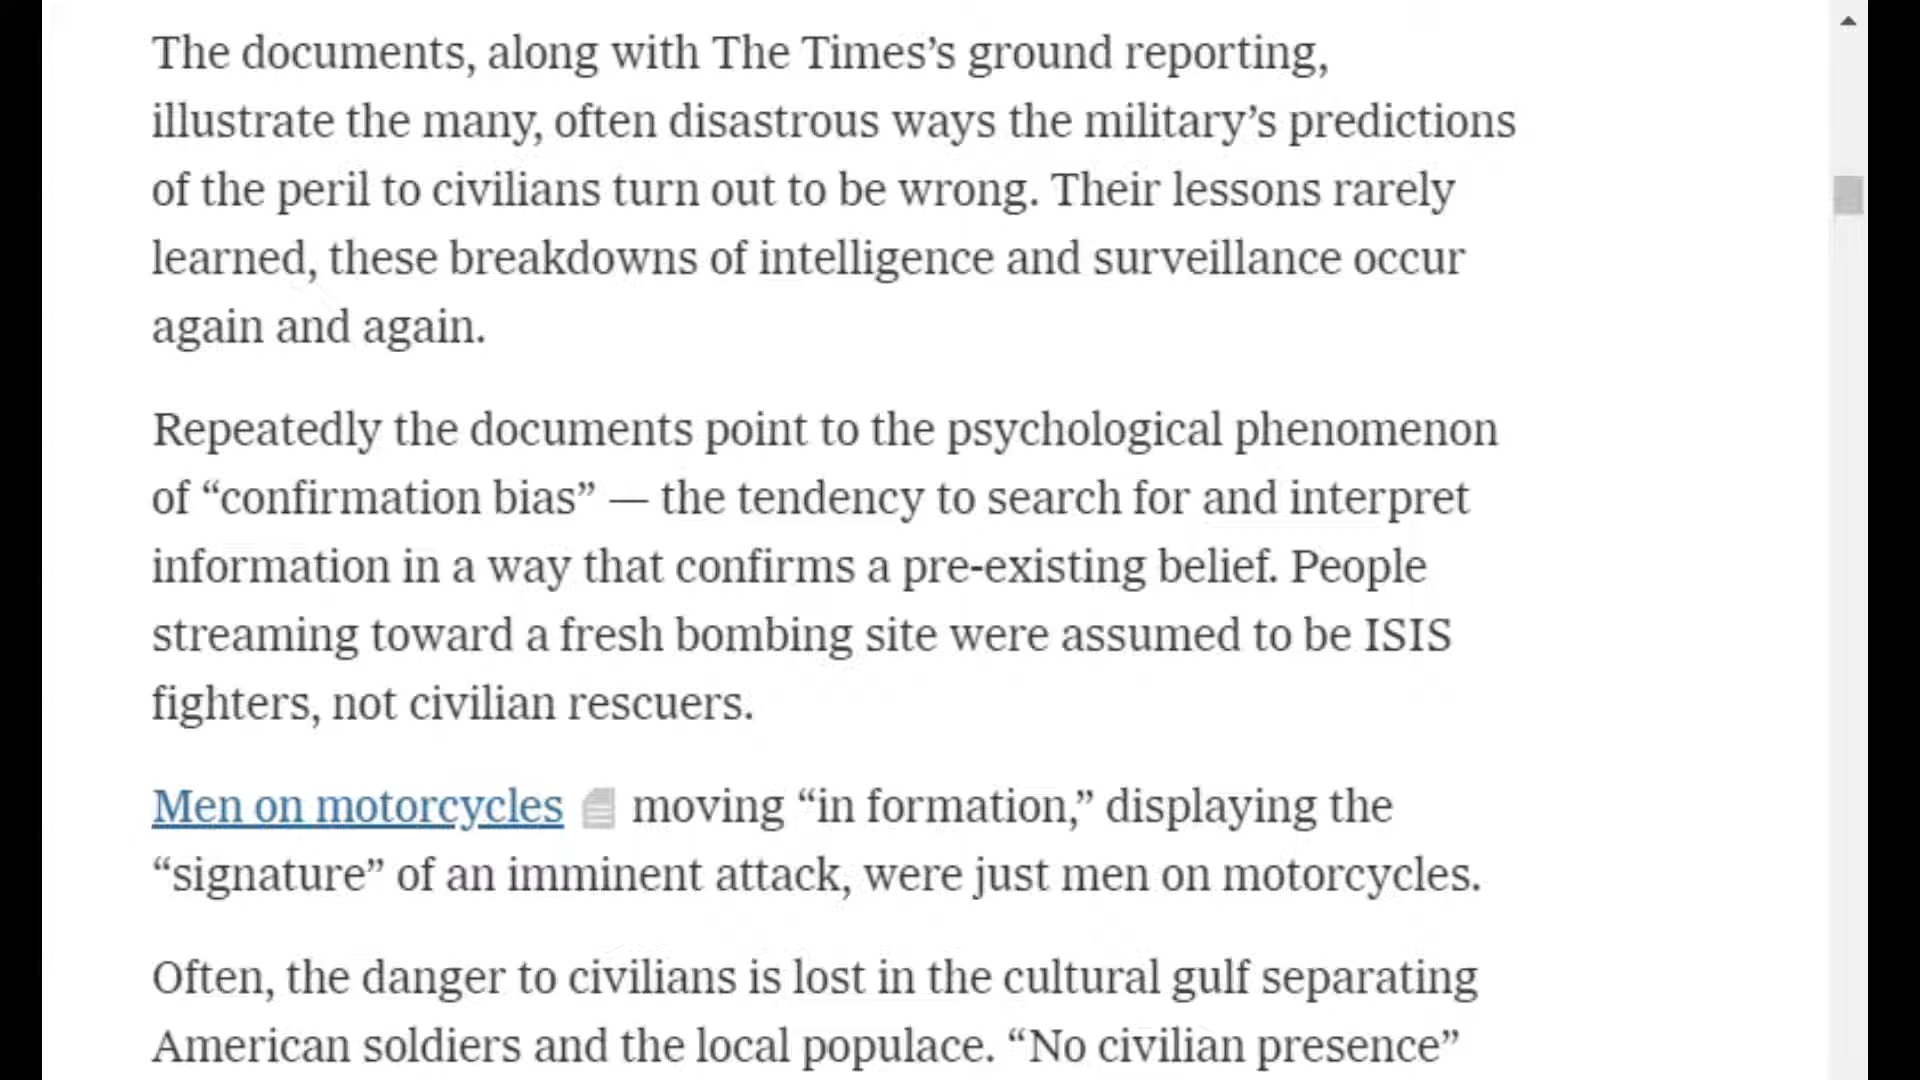 The documents, along with The Times’s ground reporting,
illustrate the many, often disastrous ways the military’s predictions
of the peril to civilians turn out to be wrong. Their lessons rarely
learned, these breakdowns of intelligence and surveillance occur
again and again.
Repeatedly the documents point to the psychological phenomenon
of “confirmation bias” — the tendency to search for and interpret
information in a way that confirms a pre-existing belief. People
streaming toward a fresh bombing site were assumed to be ISIS
fighters, not civilian rescuers.
Men on motorcycles moving “in formation,” displaying the
“signature” of an imminent attack, were just men on motorcycles.
Often, the danger to civilians is lost in the cultural gulf separating
American soldiers and the local populace. “No civilian presence”